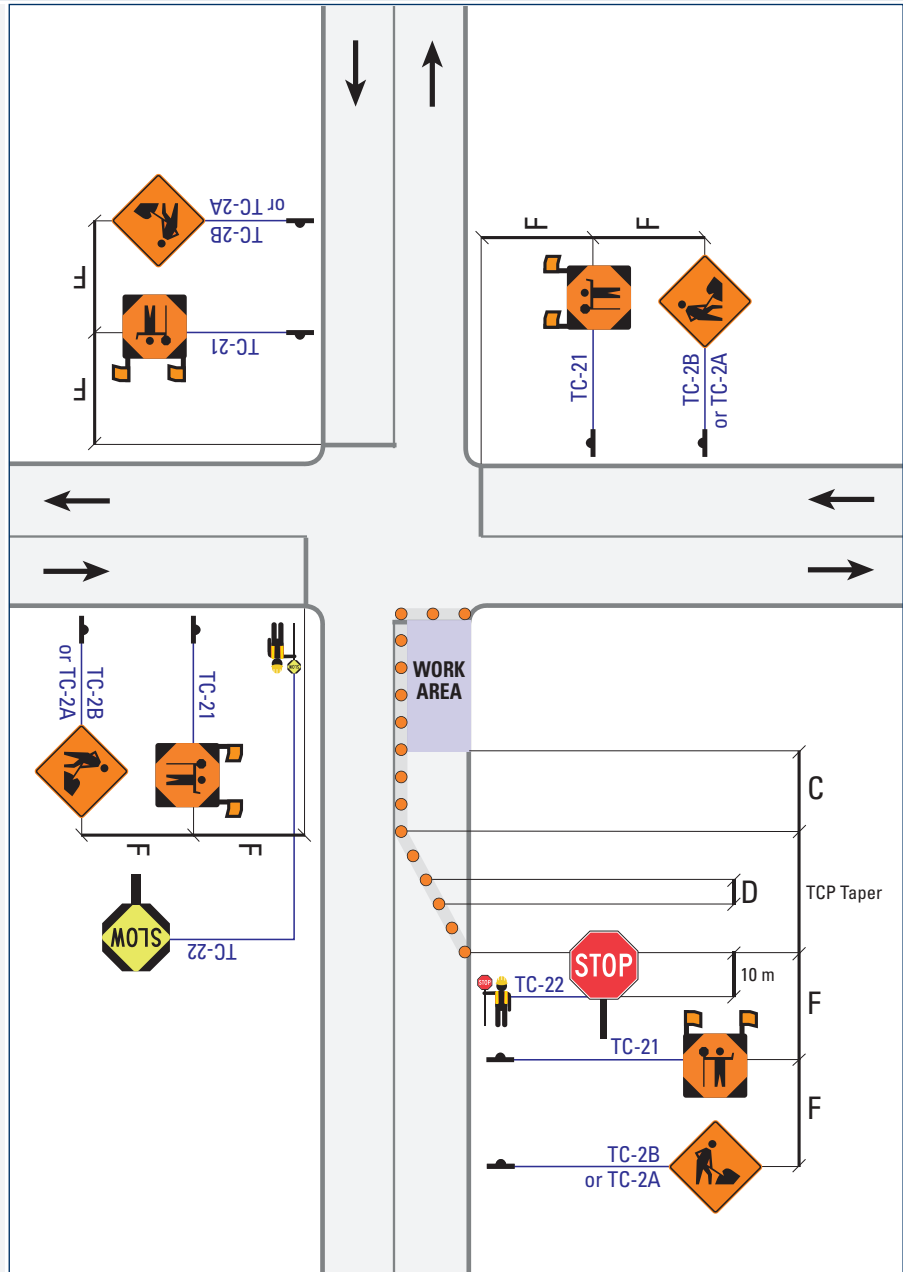 or TC-2A
TC-2B
F
TC-21
F
F
F
TC-21
TC-2B
or TC-2A
WORK
AREA
TC-2B
or TC-2A
TC-21
F
F
SLOW
TC-22
C
D
TCP Taper
STOP
10 m
STOP
TC-22
F
TC-21
F
TC-2B
or TC-2A